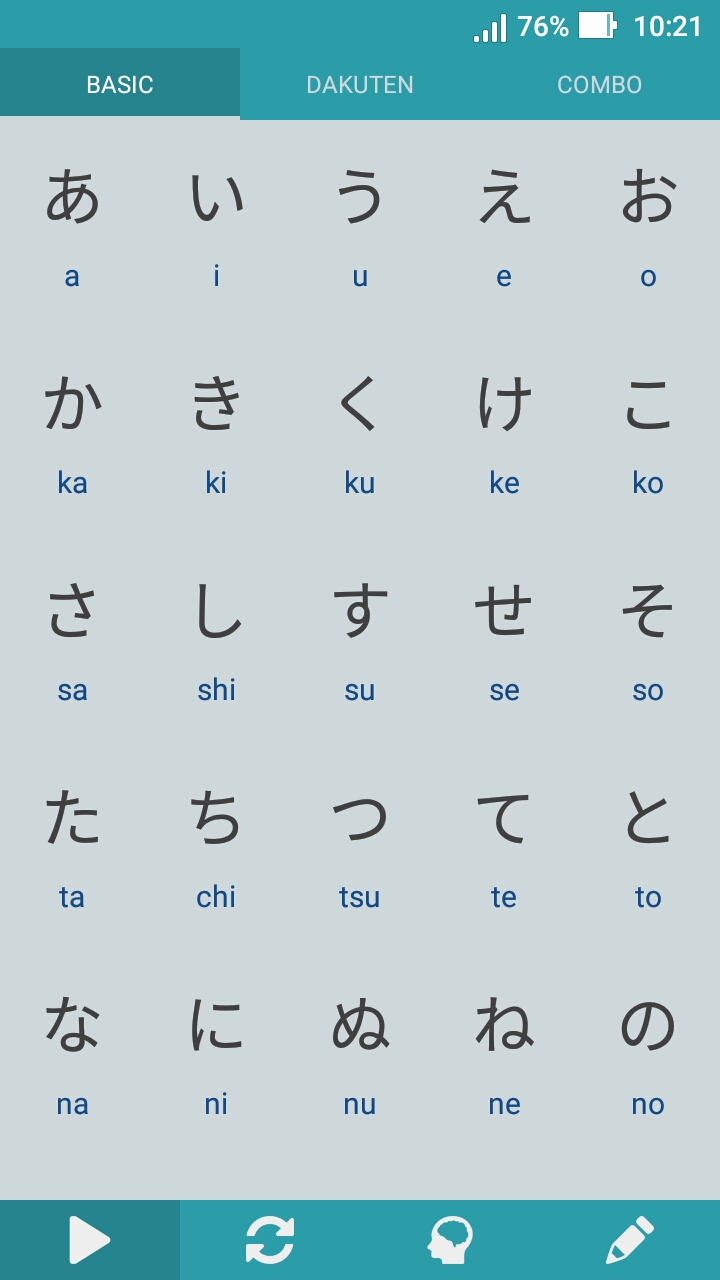 76% 10:21
BASIC DAKUTEN COMBO
あ い う え お
a i u e o
か き く け こ
ka ki ku ke ko
さ し す せ そ
sa shi su se so
た ち つ て と
ta chi tsu te to
な に ぬ ね の
na ni nu ne no